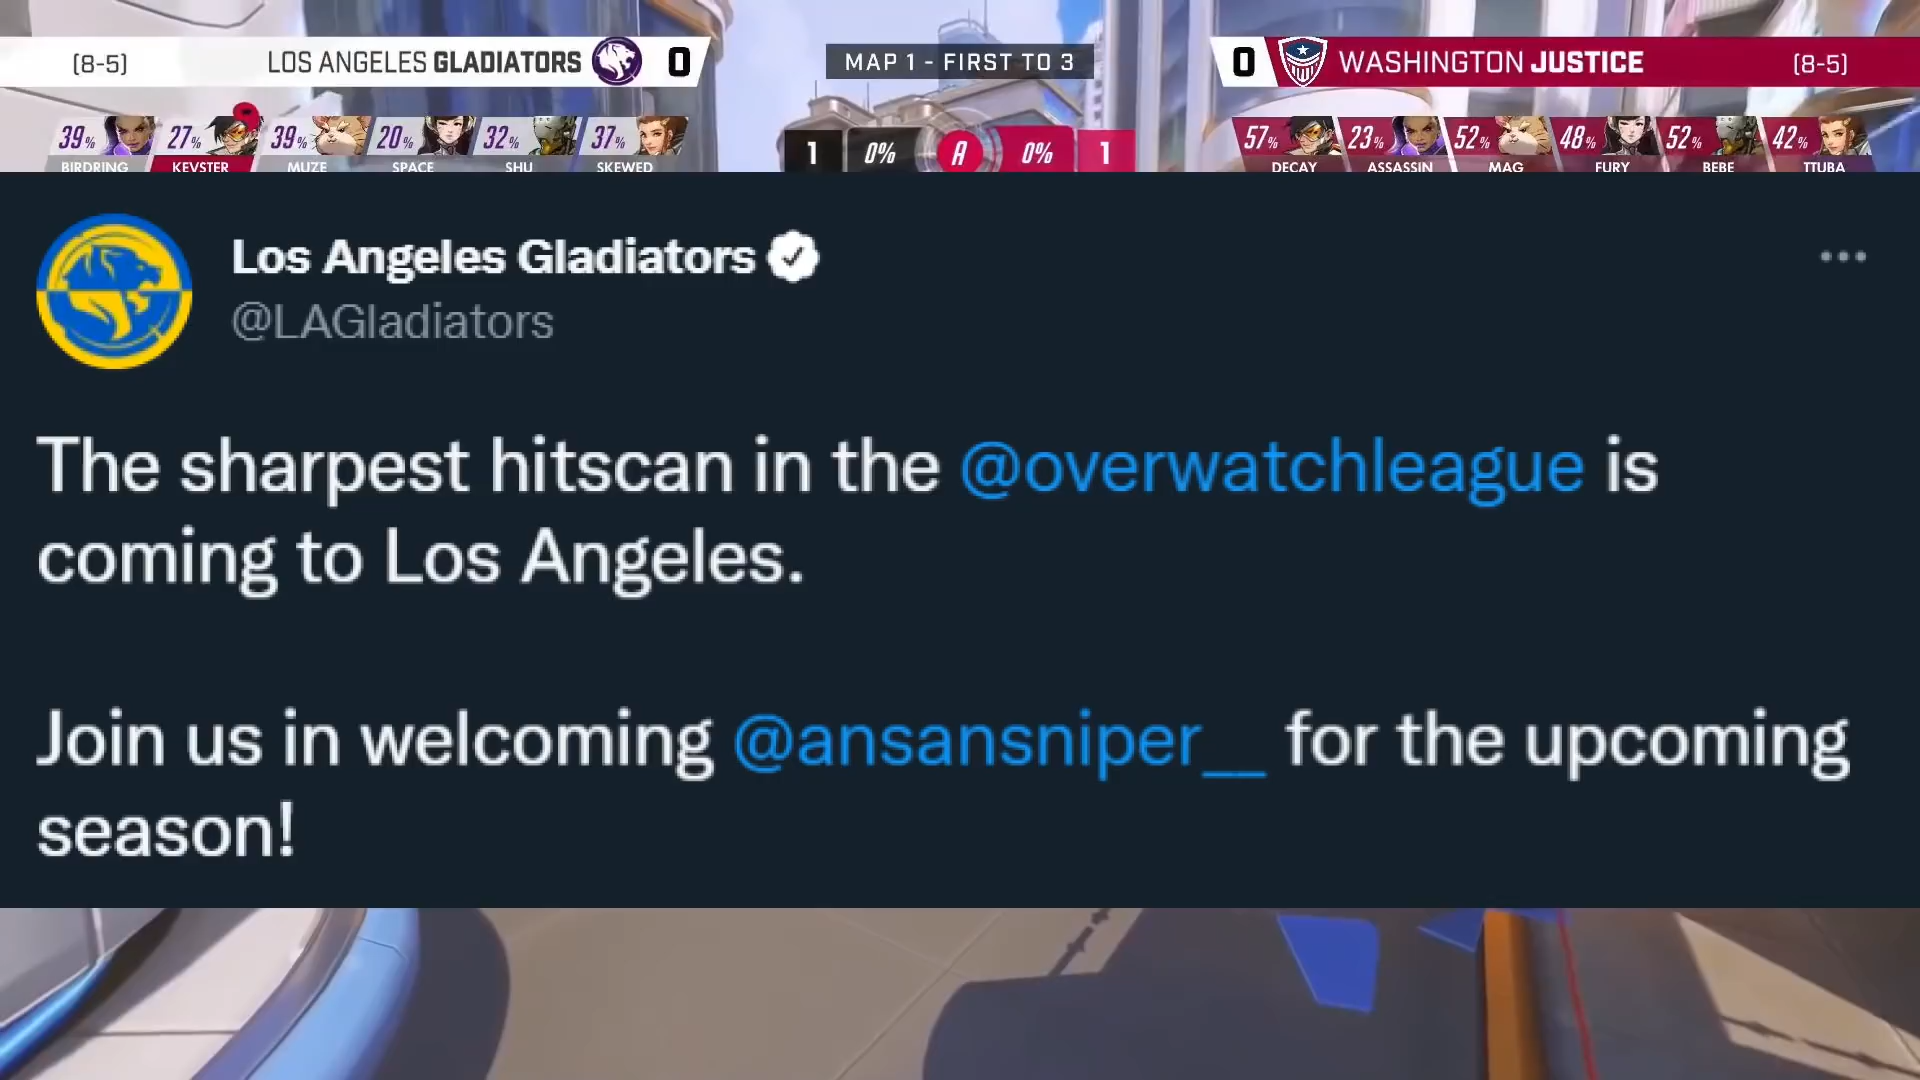 [8-5] LOS ANGELES GLADIATORS 0 MAP 1 - FIRST TO 3 0 WASHINGTON JUSTICE [8-5]
39% 27% 39% 20% 32% 37% 1 0% A 0% 1 57% 23% 52% 48% 52% 42%
BIRDRING KEVSTER MUZE SPACE SHU SKEWED DECAY ASSASSIN MAG FURY BEBE TTUBA
Los Angeles Gladiators
@LAGladiators
The sharpest hitscan in the @overwatchleague is
coming to Los Angeles.
Join us in welcoming @ansansniper__ for the upcoming
season!